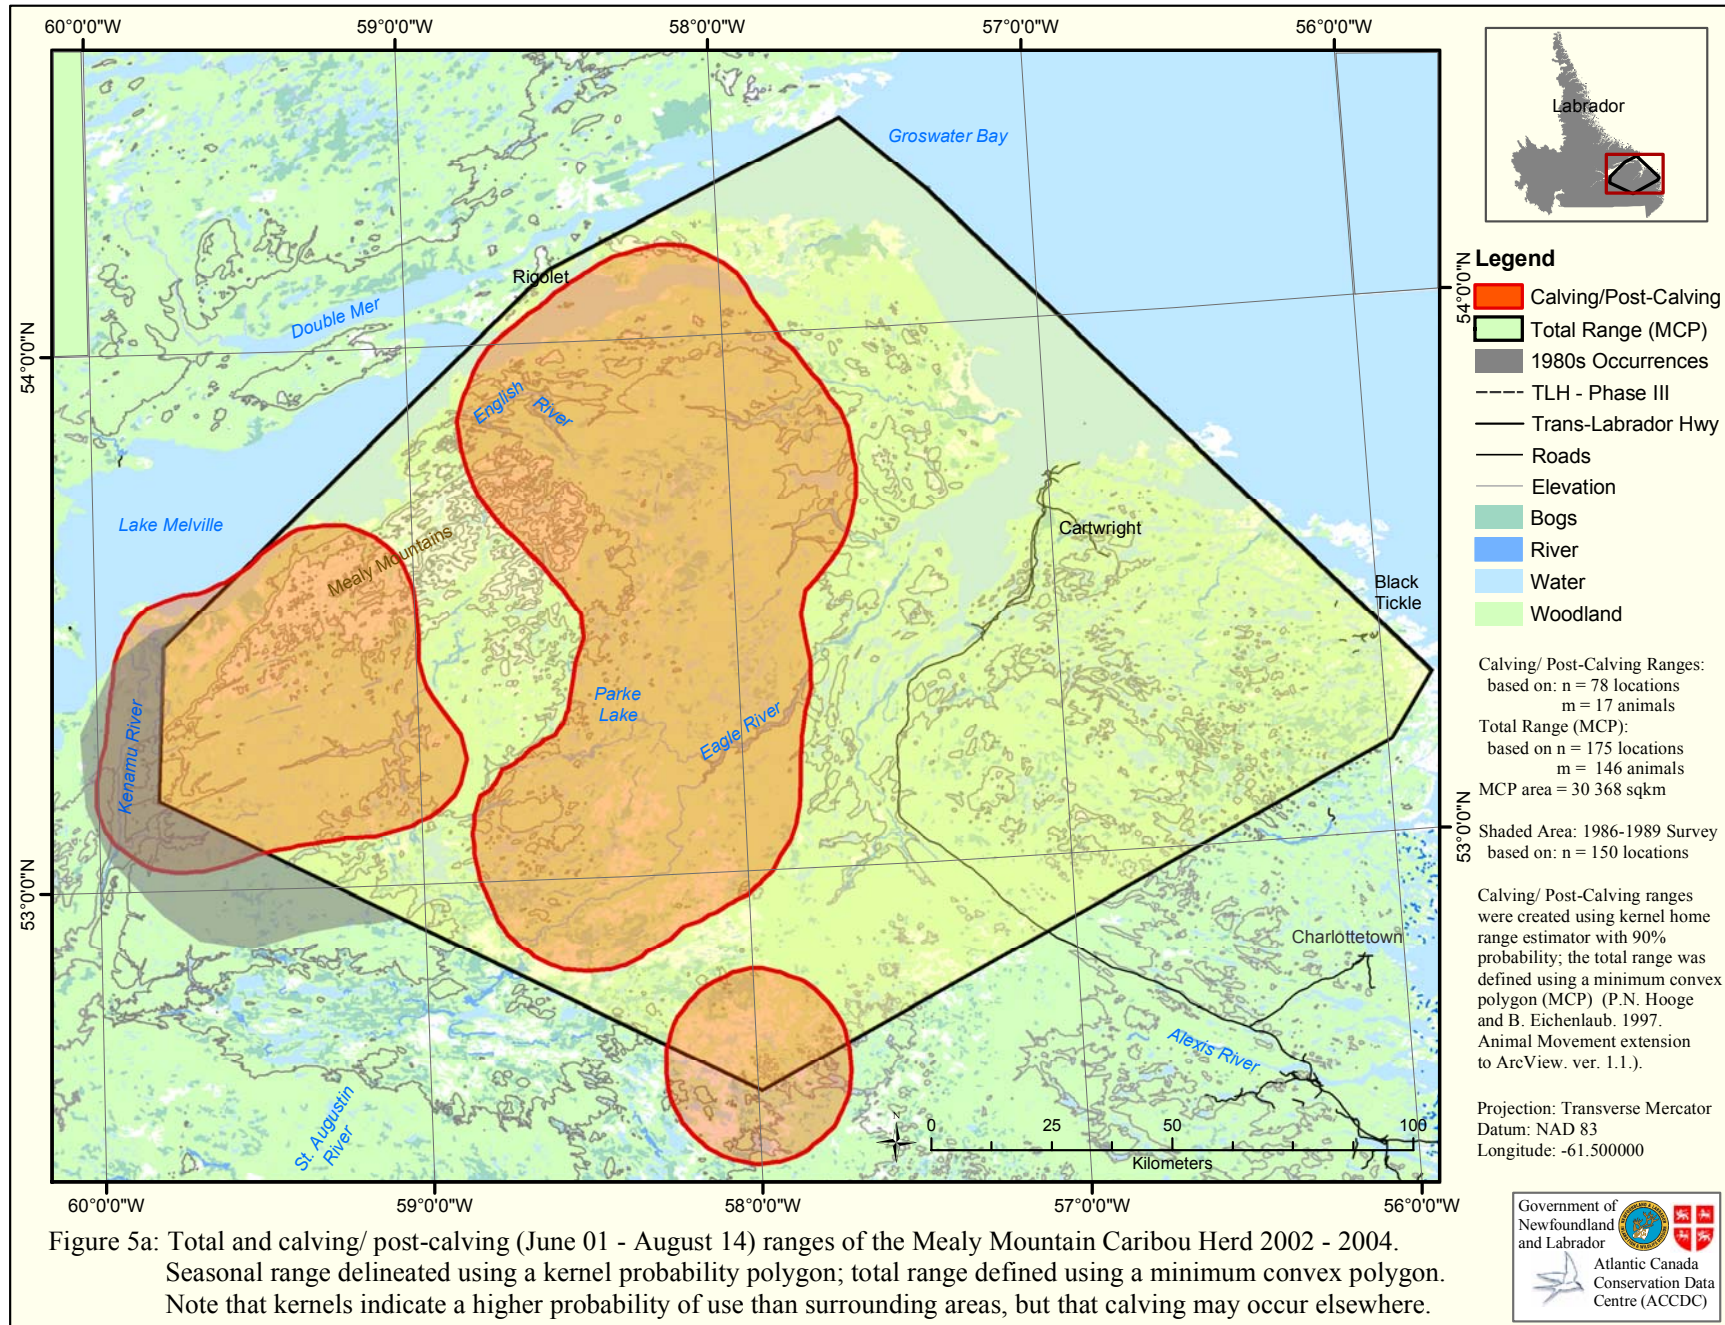 60°0'0"W 59°0'0"W 58°0'0"W 57°0'0"W 56°0'0"W
Labrador
Groswater Bay
Rigolet
Double Mer
54°0'0"N
54°0'0"N
English River
Lake Melville
Mealy Mountains
Cartwright
Black
Tickle
Parke
Lake
Eagle River
Kenamu River
53°0'0"N
53°0'0"N
Charlottetown
Alexis River
St. Augustin
River
N
0 25 50 100
Kilometers
60°0'0"W 59°0'0"W 58°0'0"W 57°0'0"W 56°0'0"W
Legend
Calving/Post-Calving
Total Range (MCP)
1980s Occurrences
TLH - Phase III
Trans-Labrador Hwy
Roads
Elevation
Bogs
River
Water
Woodland
Calving/ Post-Calving Ranges:
based on: n = 78 locations
m = 17 animals
Total Range (MCP):
based on n = 175 locations
m = 146 animals
MCP area = 30 368 sqkm
Shaded Area: 1986-1989 Survey
based on: n = 150 locations
Calving/ Post-Calving ranges
were created using kernel home
range estimator with 90%
probability; the total range was
defined using a minimum convex
polygon (MCP) (P.N. Hooge
and B. Eichenlaub. 1997.
Animal Movement extension
to ArcView. ver. 1.1.).
Projection: Transverse Mercator
Datum: NAD 83
Longitude: -61.500000
Government of
Newfoundland
and Labrador
Atlantic Canada
Conservation Data
Centre (ACCDC)
Figure 5a: Total and calving/ post-calving (June 01 - August 14) ranges of the Mealy Mountain Caribou Herd 2002 - 2004.
Seasonal range delineated using a kernel probability polygon; total range defined using a minimum convex polygon.
Note that kernels indicate a higher probability of use than surrounding areas, but that calving may occur elsewhere.